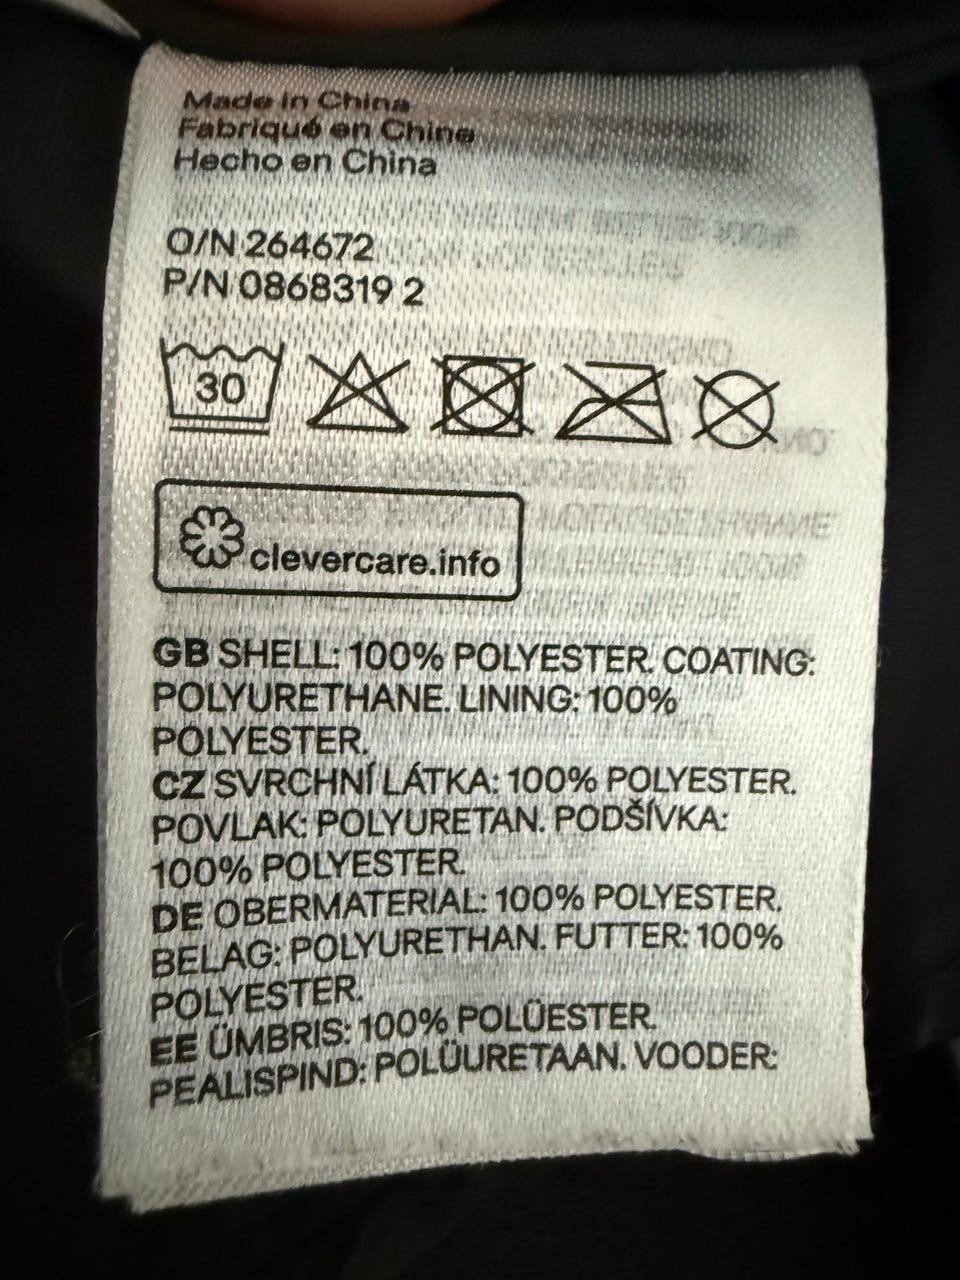 Made in China
Fabriqué en Chine
Hecho en China
O/N 264672
P/N 0868319 2
30
clevercare.info
GB SHELL: 100% POLYESTER. COATING:
POLYURETHANE. LINING: 100%
POLYESTER.
CZ SVRCHNÍ LÁTKA: 100% POLYESTER.
POVLAK: POLYURETAN. PODŠÍVKA:
100% POLYESTER.
DE OBERMATERIAL: 100% POLYESTER.
BELAG: POLYURETHAN. FUTTER: 100%
POLYESTER.
EE ÜMBRIS: 100% POLÜESTER.
PEALISPIND: POLÜURETAAN. VOODER: